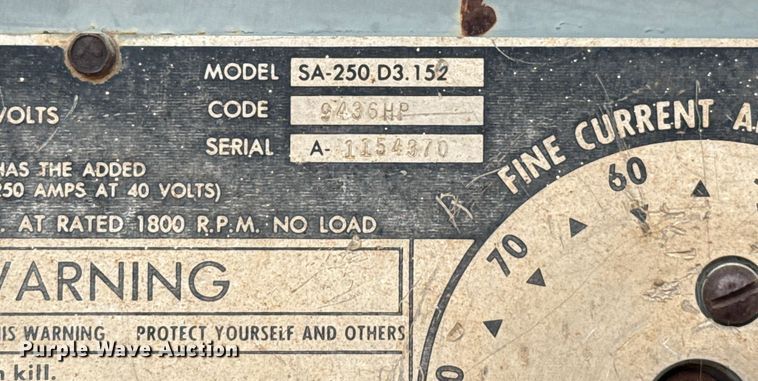 MODEL SA-250, D3.152
VOLTS CODE 9436HP
SERIAL A- 1154370
HAS THE ADDED
250 AMPS AT 40 VOLTS)
AT RATED 1800 R.P.M. NO LOAD
FINE CURRENT
60
70
WARNING
THIS WARNING PROTECT YOURSELF AND OTHERS
kill.
Purple Wave Auction